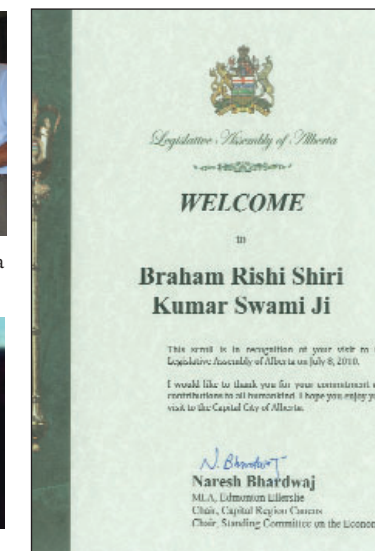 Legislative Assembly of Alberta
WELCOME
to
Braham Rishi Shiri
Kumar Swami Ji
This scroll is in recognition of your visit to
Legislative Assembly of Alberta on July 8, 2010.
I would like to thank you for your commitment
contributions to all humankind. I hope you enjoy
visit to the Capital City of Alberta.
N. Bhardwaj
Naresh Bhardwaj
MLA, Edmonton Ellerslie
Chair, Capital Region Caucus
Chair, Standing Committee on the
a